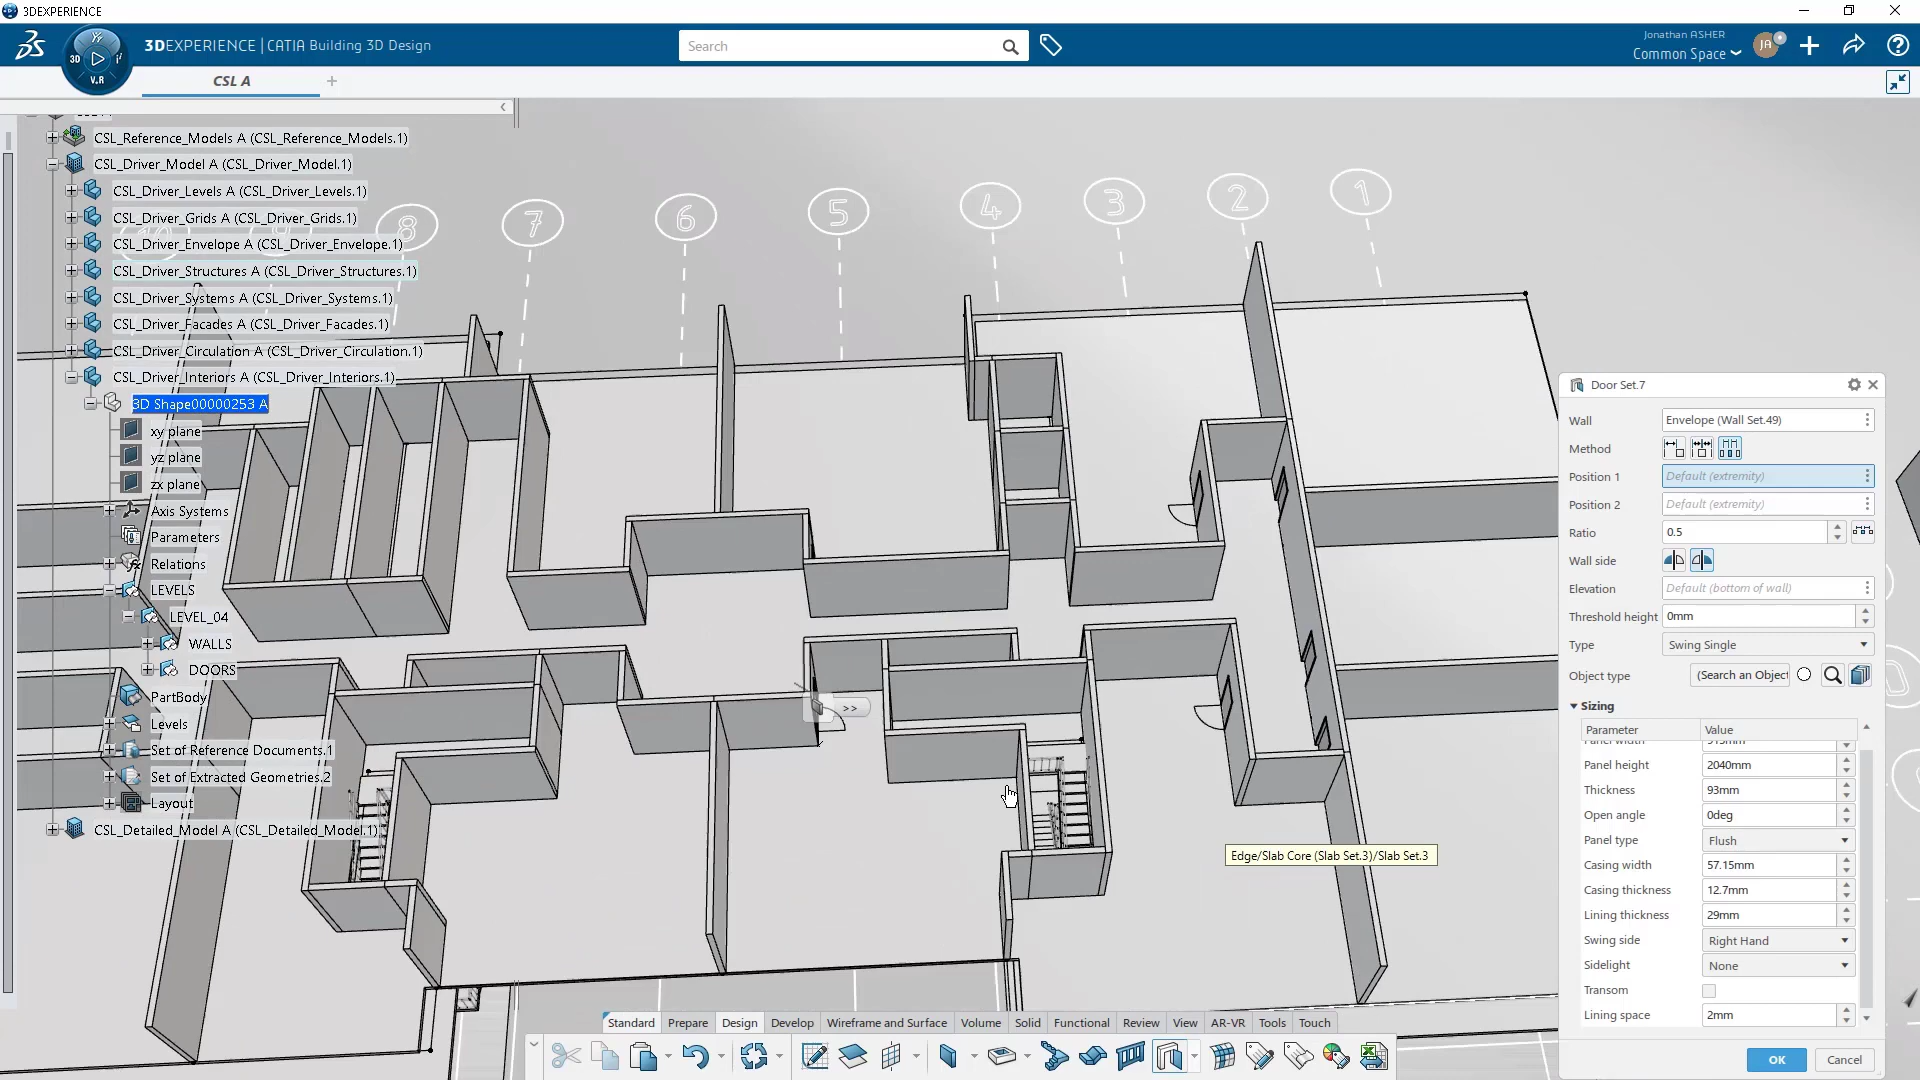 3DEXPERIENCE
3DEXPERIENCE | CATIA Building 3D Design
Search
Jonathan ASHER
Common Space
JA
3D
V.R
CSL A
CSL_Reference_Models A (CSL_Reference_Models.1)
CSL_Driver_Model A (CSL_Driver_Model.1)
CSL_Driver_Levels A (CSL_Driver_Levels.1)
CSL_Driver_Grids A (CSL_Driver_Grids.1)
CSL_Driver_Envelope A (CSL_Driver_Envelope.1)
CSL_Driver_Structures A (CSL_Driver_Structures.1)
CSL_Driver_Systems A (CSL_Driver_Systems.1)
CSL_Driver_Facades A (CSL_Driver_Facades.1)
CSL_Driver_Circulation A (CSL_Driver_Circulation.1)
CSL_Driver_Interiors A (CSL_Driver_Interiors.1)
3D Shape00000253 A
xy plane
yz plane
zx plane
Axis Systems
Parameters
Relations
LEVELS
LEVEL_04
WALLS
DOORS
PartBody
Levels
Set of Reference Documents.1
Set of Extracted Geometries.2
Layout
CSL_Detailed_Model A (CSL_Detailed_Model.1)
8 7 6 5 4 3 2 1
>>
Edge/Slab Core (Slab Set.3)/Slab Set.3
Door Set.7
Wall Envelope (Wall Set.49)
Method
Position 1 Default (extremity)
Position 2 Default (extremity)
Ratio 0.5
Wall side
Elevation Default (bottom of wall)
Threshold height 0mm
Type Swing Single
Object type (Search an Object
Sizing
Parameter Value
Panel height 2040mm
Thickness 93mm
Open angle 0deg
Panel type Flush
Casing width 57.15mm
Casing thickness 12.7mm
Lining thickness 29mm
Swing side Right Hand
Sidelight None
Transom
Lining space 2mm
OK Cancel
Standard Prepare Design Develop Wireframe and Surface Volume Solid Functional Review View AR-VR Tools Touch